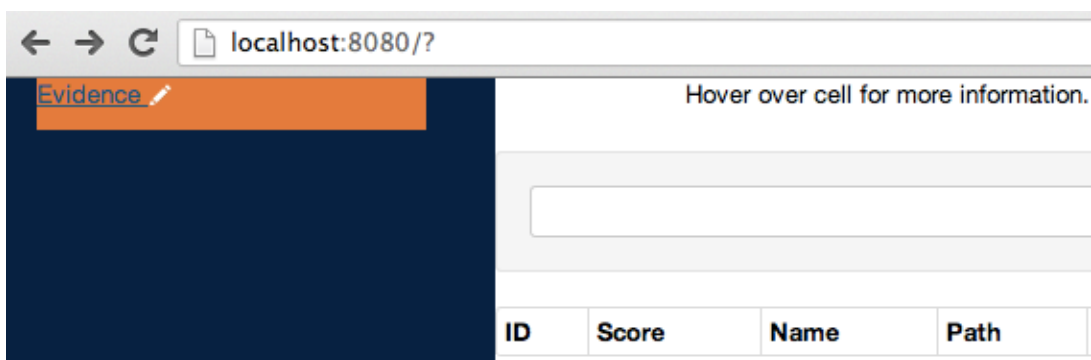 localhost:8080/?
Evidence
Hover over cell for more information.
ID Score Name Path